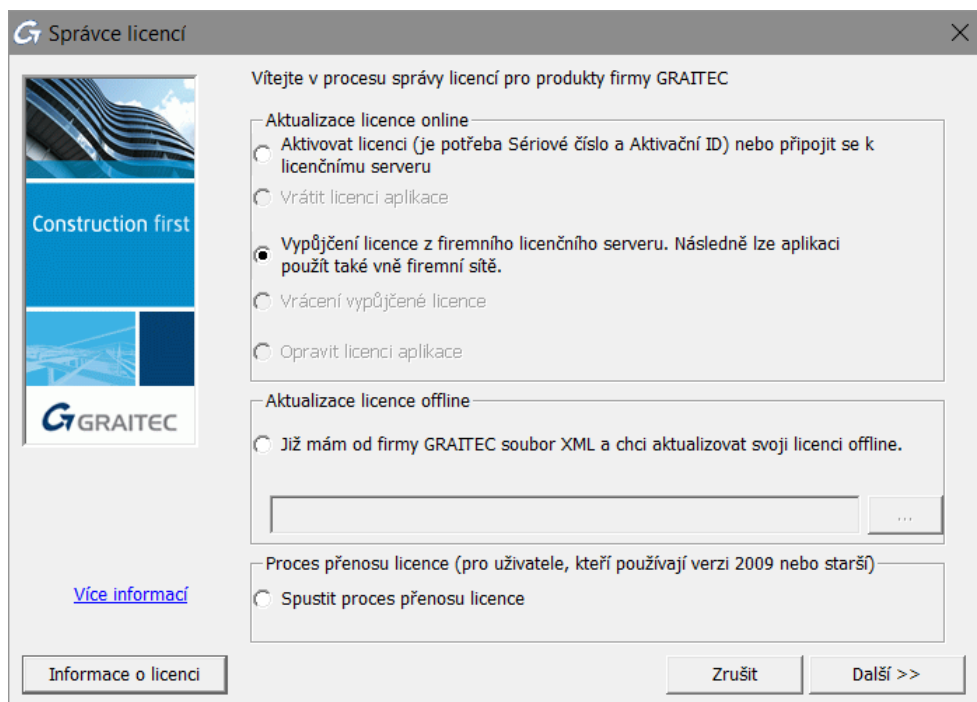 Správce licencí
Vítejte v procesu správy licencí pro produkty firmy GRAITEC
Aktualizace licence online
Aktivovat licenci (je potřeba Sériové číslo a Aktivační ID) nebo připojit se k
licenčnímu serveru
Vrátit licenci aplikace
Construction first
Vypůjčení licence z firemního licenčního serveru. Následně lze aplikaci
použít také vně firemní sítě.
Vrácení vypůjčené licence
Opravit licenci aplikace
Aktualizace licence offline
GRAITEC
Již mám od firmy GRAITEC soubor XML a chci aktualizovat svoji licenci offline.
...
Proces přenosu licence (pro uživatele, kteří používají verzi 2009 nebo starší)
Spustit proces přenosu licence
Více informací
Informace o licenci
Zrušit
Další >>